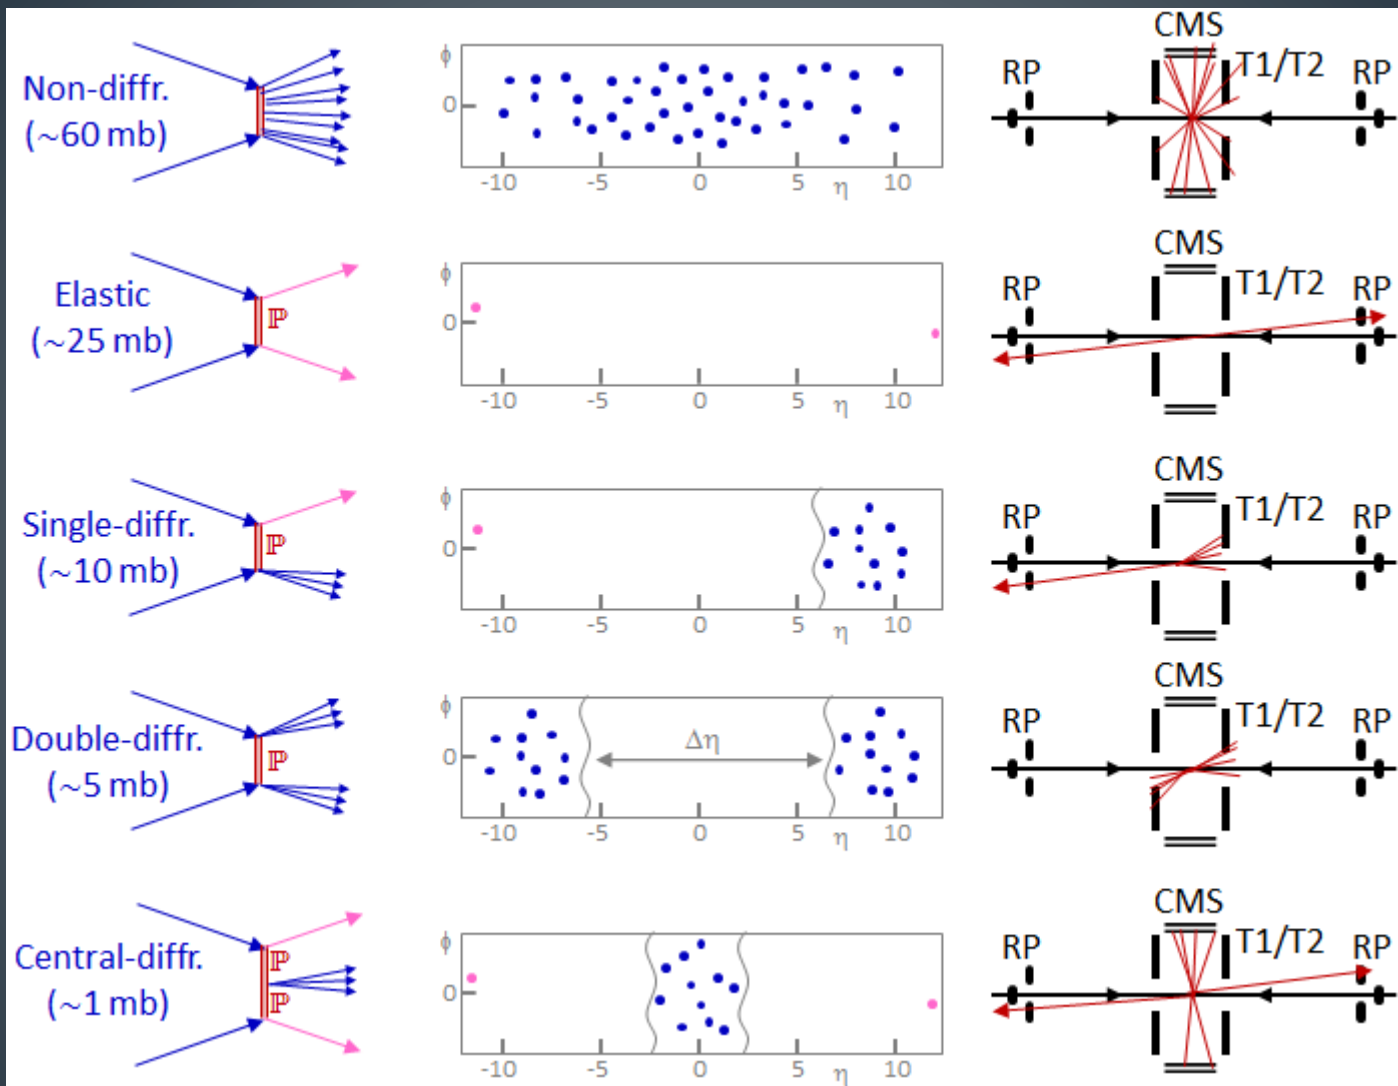 CMS
Non-diffr.
(~60 mb)
ϕ
0
-10 -5 0 5 η 10
RP T1/T2 RP
CMS
Elastic
(~25 mb)
ℙ
ϕ
0
-10 -5 0 5 η 10
RP T1/T2 RP
CMS
Single-diffr.
(~10 mb)
ℙ
ϕ
0
-10 -5 0 5 η 10
RP T1/T2 RP
CMS
Double-diffr.
(~5 mb)
ℙ
ϕ
0
Δη
-10 -5 0 5 η 10
RP T1/T2 RP
CMS
Central-diffr.
(~1 mb)
ℙ
ℙ
ϕ
0
-10 -5 0 5 η 10
RP T1/T2 RP